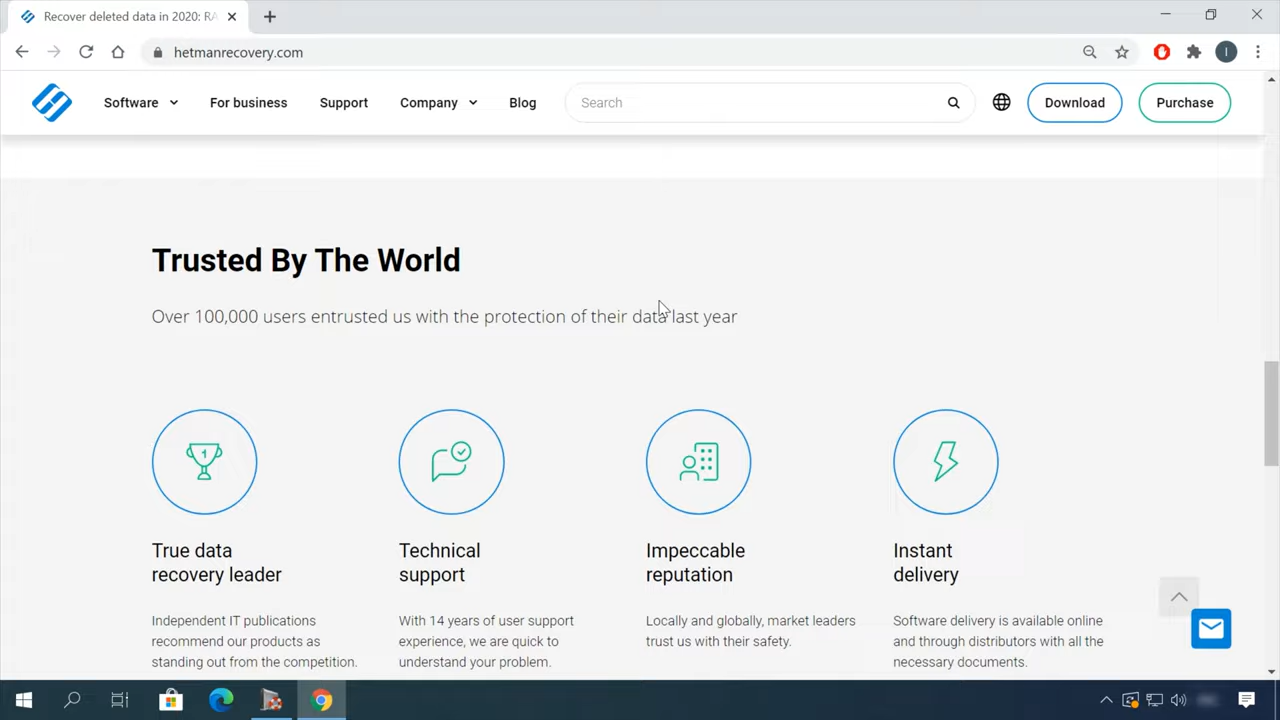 Recover deleted data in 2020: RA
hetmanrecovery.com
I
Software
For business
Support
Company
Blog
Search
Download
Purchase
Trusted By The World
Over 100,000 users entrusted us with the protection of their data last year
1
True data
recovery leader
Technical
support
Impeccable
reputation
Instant
delivery
Independent IT publications
recommend our products as
standing out from the competition.
With 14 years of user support
experience, we are quick to
understand your problem.
Locally and globally, market leaders
trust us with their safety.
Software delivery is available online
and through distributors with all the
necessary documents.